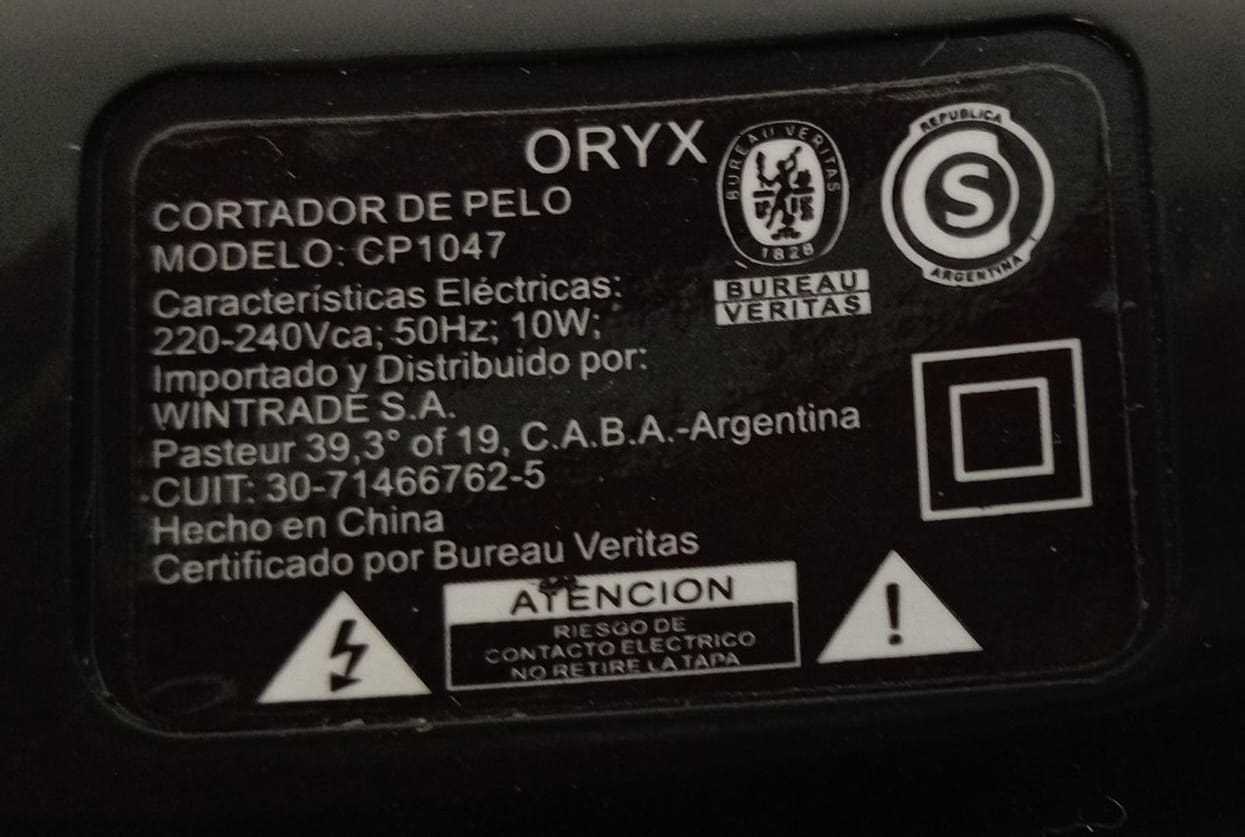 ORYX
CORTADOR DE PELO
MODELO: CP1047
Características Eléctricas:
220-240Vca; 50Hz; 10W;
Importado y Distribuido por:
WINTRADE S.A.
Pasteur 39,3° of 19, C.A.B.A.-Argentina
CUIT: 30-71466762-5
Hecho en China
Certificado por Bureau Veritas
BUREAU VERITAS
1828
BUREAU
VERITAS
REPUBLICA
S
ARGENTINA
ATENCION
RIESGO DE
CONTACTO ELECTRICO
NO RETIRE LA TAPA
!